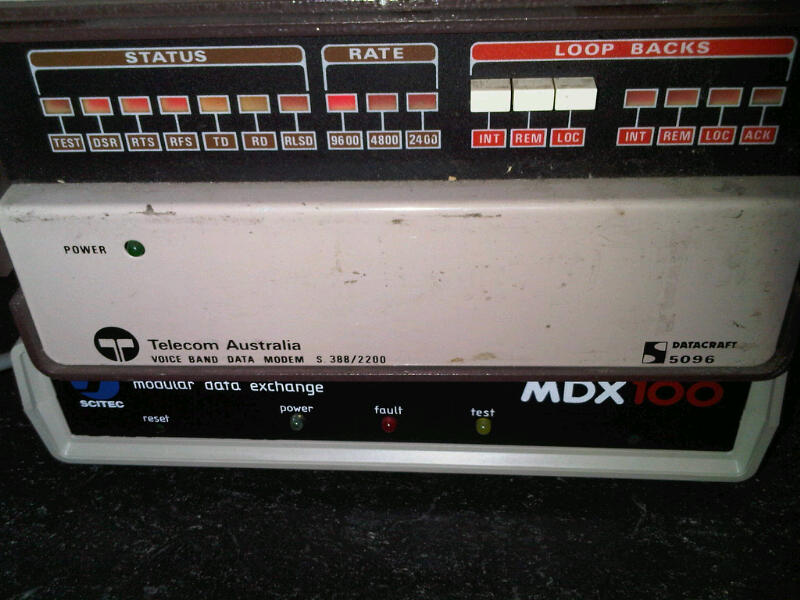 STATUS RATE LOOP BACKS
TEST DSR RTS RFS TD RD RLSD 9600 4800 2400 INT REM LOC INT REM LOC ACK
POWER
Telecom Australia
VOICE BAND DATA MODEM S. 388/2200
DATACRAFT
5096
SCITEC
modular data exchange
MDX100
reset power fault test